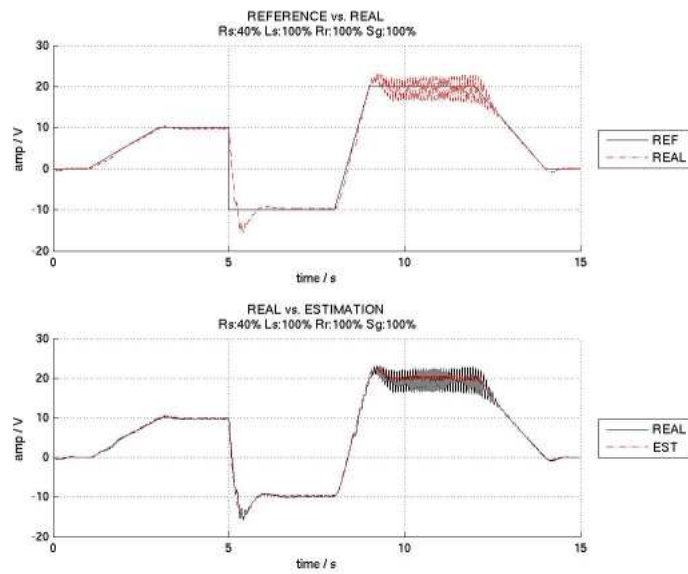 REFERENCE vs. REAL
Rs:40% Ls:100% Rr:100% Sg:100%
30
20
10
0
-10
-20
amp / V
0
5
10
15
time / s
REF
REAL
REAL vs. ESTIMATION
Rs:40% Ls:100% Rr:100% Sg:100%
30
20
10
0
-10
-20
amp / V
0
5
10
15
time / s
REAL
EST